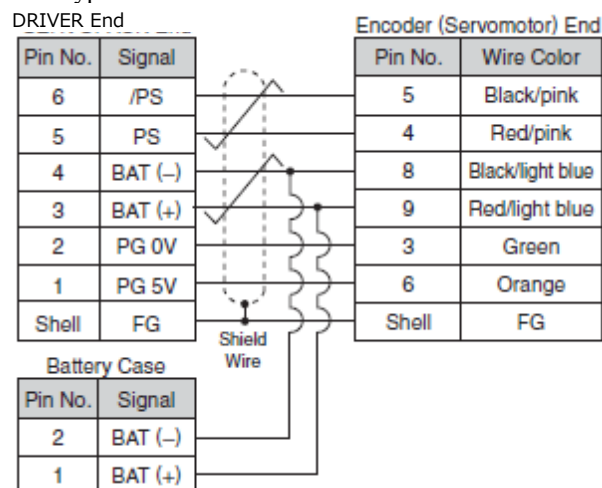 DRIVER End
Encoder (Servomotor) End
Pin No. Signal
Pin No. Wire Color
6 /PS
5 Black/pink
5 PS
4 Red/pink
4 BAT (–)
8 Black/light blue
3 BAT (+)
9 Red/light blue
2 PG 0V
3 Green
1 PG 5V
6 Orange
Shell FG
Shell FG
Shield
Wire
Battery Case
Pin No. Signal
2 BAT (–)
1 BAT (+)